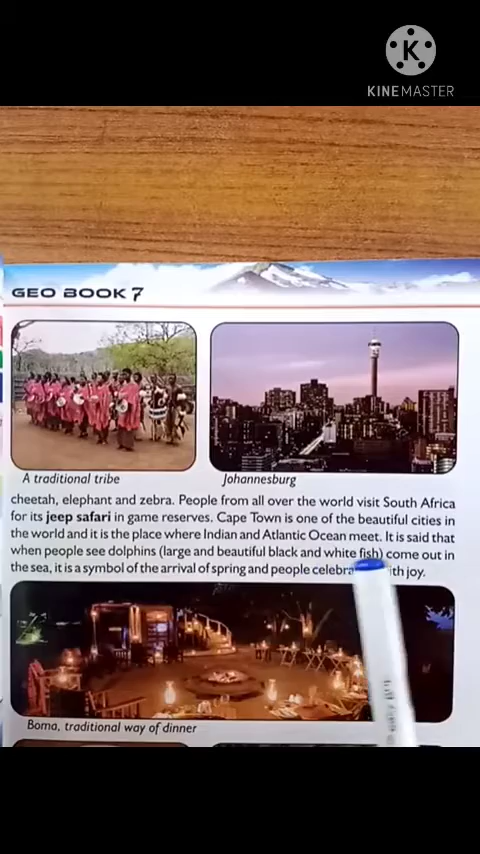 K
KINEMASTER
GEO BOOK 7
A traditional tribe
Johannesburg
cheetah, elephant and zebra. People from all over the world visit South Africa
for its jeep safari in game reserves. Cape Town is one of the beautiful cities in
the world and it is the place where Indian and Atlantic Ocean meet. It is said that
when people see dolphins (large and beautiful black and white fish) come out in
the sea, it is a symbol of the arrival of spring and people joy.
Boma, traditional way of dinner